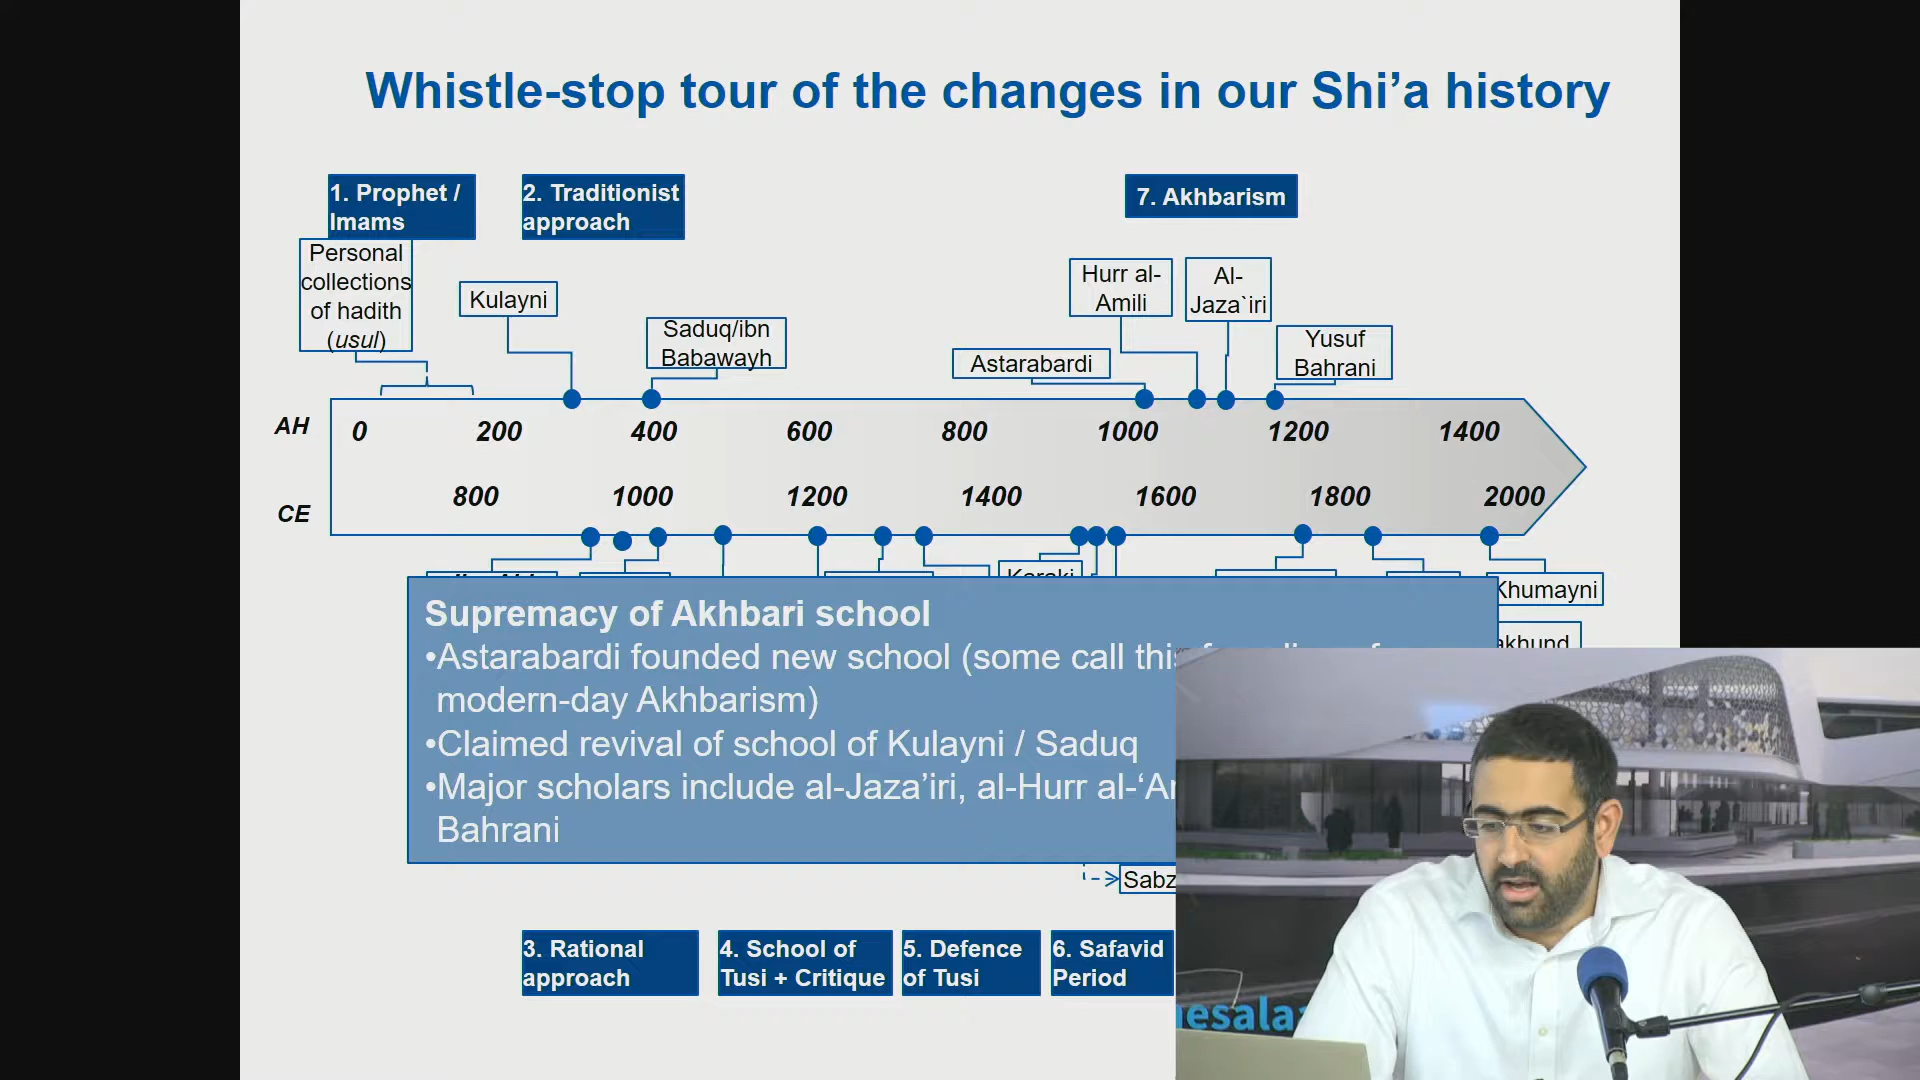 Whistle-stop tour of the changes in our Shi’a history
1. Prophet /
Imams
2. Traditionist
approach
7. Akhbarism
Personal
collections
of hadith
(usul)
Kulayni
Saduq/ibn
Babawayh
Astarabardi
Hurr al-
Amili
Al-
Jaza`iri
Yusuf
Bahrani
AH 0 200 400 600 800 1000 1200 1400
CE 800 1000 1200 1400 1600 1800 2000
Karaki
Khumayni
akhund
Supremacy of Akhbari school
•Astarabardi founded new school (some call this
modern-day Akhbarism)
•Claimed revival of school of Kulayni / Saduq
•Major scholars include al-Jaza’iri, al-Hurr al-‘A
Bahrani
Sabz
3. Rational
approach
4. School of
Tusi + Critique
5. Defence
of Tusi
6. Safavid
Period
esala